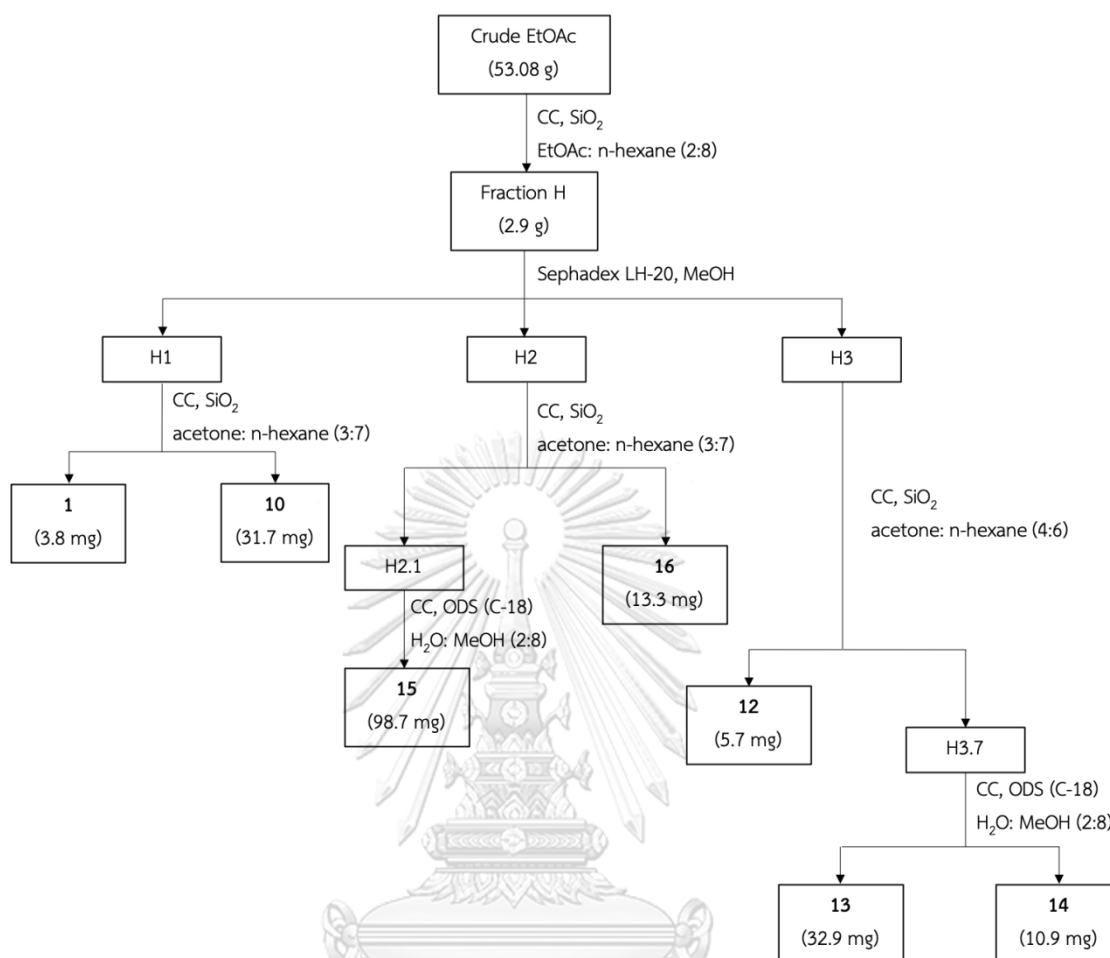 Crude EtOAc
(53.08 g)
CC, SiO₂
EtOAc: n-hexane (2:8)
Fraction H
(2.9 g)
Sephadex LH-20, MeOH
H1
H2
H3
CC, SiO₂
acetone: n-hexane (3:7)
CC, SiO₂
acetone: n-hexane (3:7)
CC, SiO₂
acetone: n-hexane (4:6)
1
(3.8 mg)
10
(31.7 mg)
H2.1
16
(13.3 mg)
CC, ODS (C-18)
H₂O: MeOH (2:8)
15
(98.7 mg)
12
(5.7 mg)
H3.7
CC, ODS (C-18)
H₂O: MeOH (2:8)
13
(32.9 mg)
14
(10.9 mg)